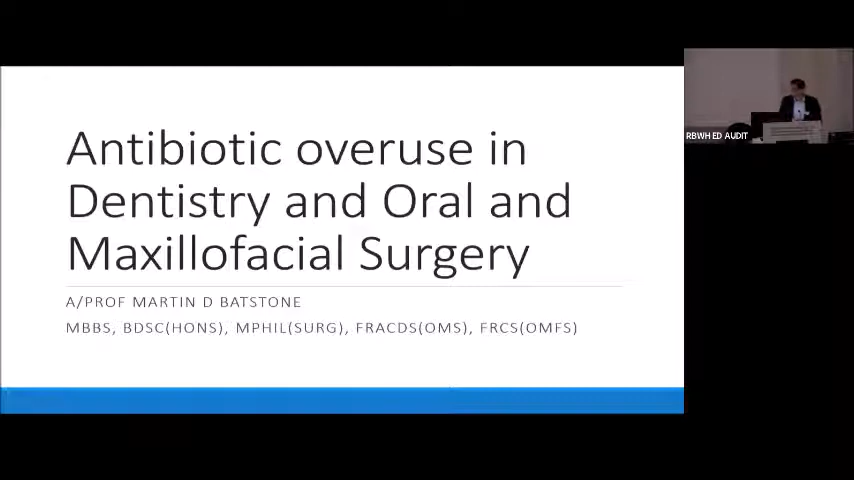 Antibiotic overuse in
Dentistry and Oral and
Maxillofacial Surgery
A/PROF MARTIN D BATSTONE
MBBS, BDSC(HONS), MPHIL(SURG), FRACDS(OMS), FRCS(OMFS)
RBWH ED AUDIT